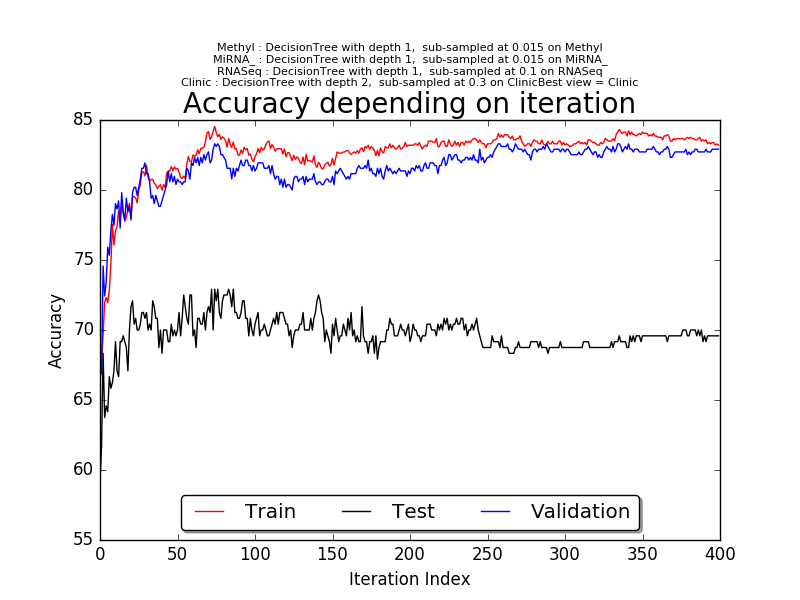 Methyl : DecisionTree with depth 1,  sub-sampled at 0.015 on Methyl
MiRNA_ : DecisionTree with depth 1,  sub-sampled at 0.015 on MiRNA_
RNASeq : DecisionTree with depth 1,  sub-sampled at 0.1 on RNASeq
Clinic : DecisionTree with depth 2,  sub-sampled at 0.3 on ClinicBest view = Clinic
Accuracy depending on iteration
85
80
75
70
65
60
55
Accuracy
Train Test Validation
0 50 100 150 200 250 300 350 400
Iteration Index